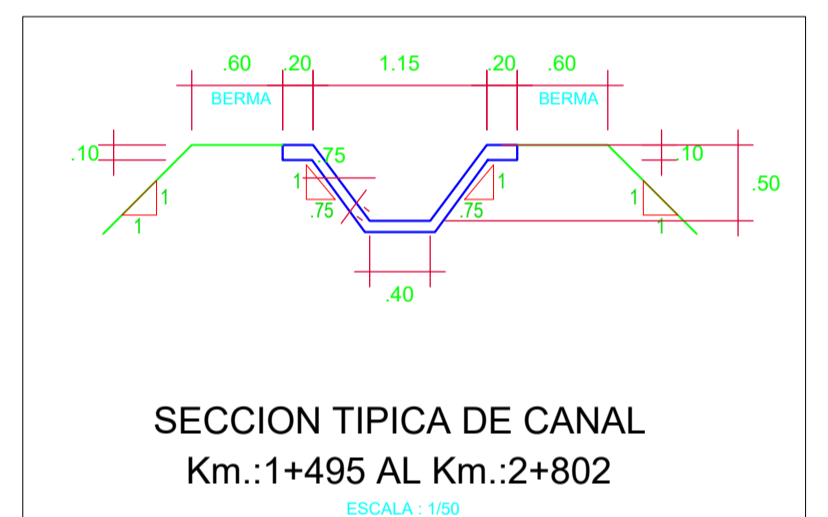 .60 .20 1.15 .20 .60
BERMA BERMA
.10 .75 .10
1 1 1 1 .50
.75 .75
1 1
.40
SECCION TIPICA DE CANAL
Km.:1+495 AL Km.:2+802
ESCALA : 1/50